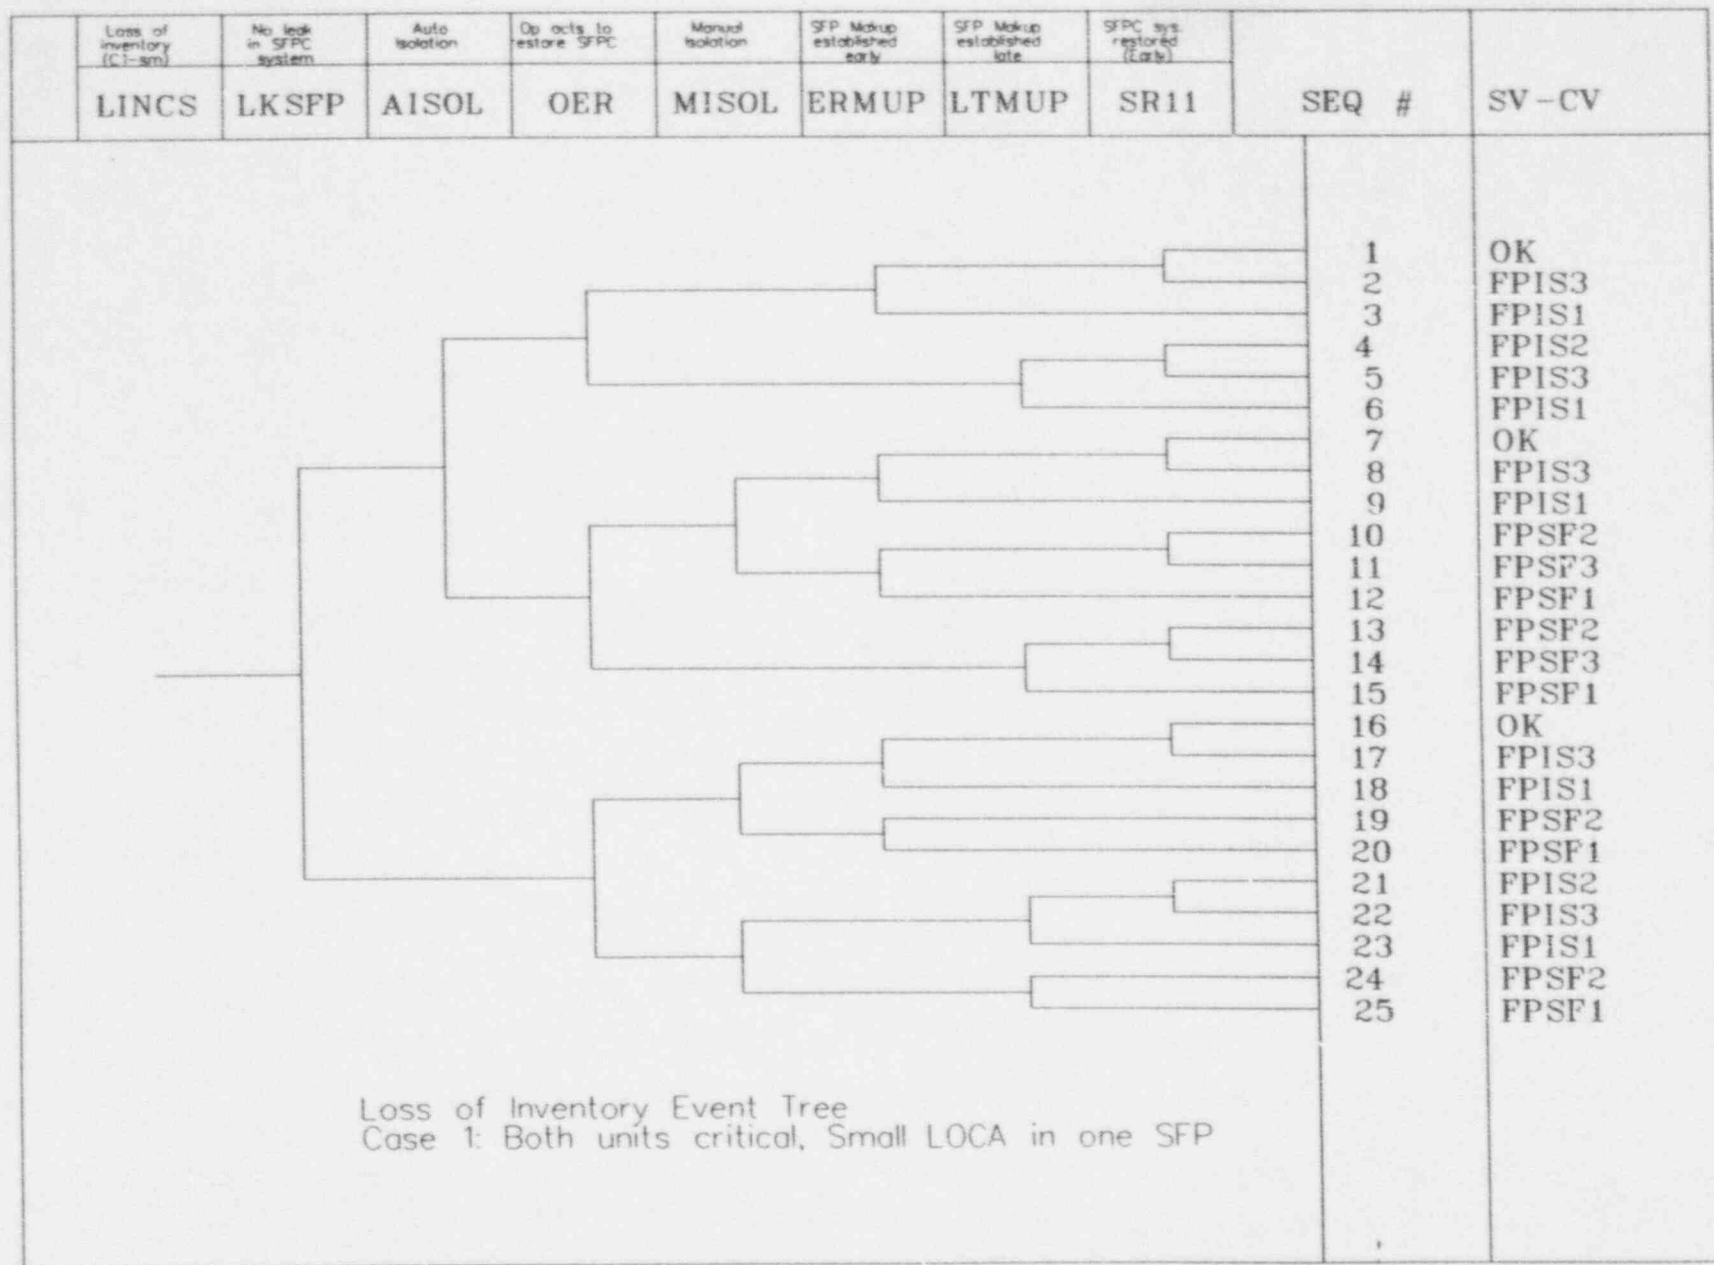 Loss of inventory (C1-sm)
No leak in SFPC system
Auto Isolation
Op acts to restore SFPC
Manual Isolation
SFP Makup established early
SFP Makup established late
SFPC sys. restored (Early)
LINCS LKSFP AISOL OER MISOL ERMUP LTMUP SR11 SEQ # SV-CV
1 OK
2 FPIS3
3 FPIS1
4 FPIS2
5 FPIS3
6 FPIS1
7 OK
8 FPIS3
9 FPIS1
10 FPSF2
11 FPSF3
12 FPSF1
13 FPSF2
14 FPSF3
15 FPSF1
16 OK
17 FPIS3
18 FPIS1
19 FPSF2
20 FPSF1
21 FPIS2
22 FPIS3
23 FPIS1
24 FPSF2
25 FPSF1
Loss of Inventory Event Tree
Case 1: Both units critical, Small LOCA in one SFP